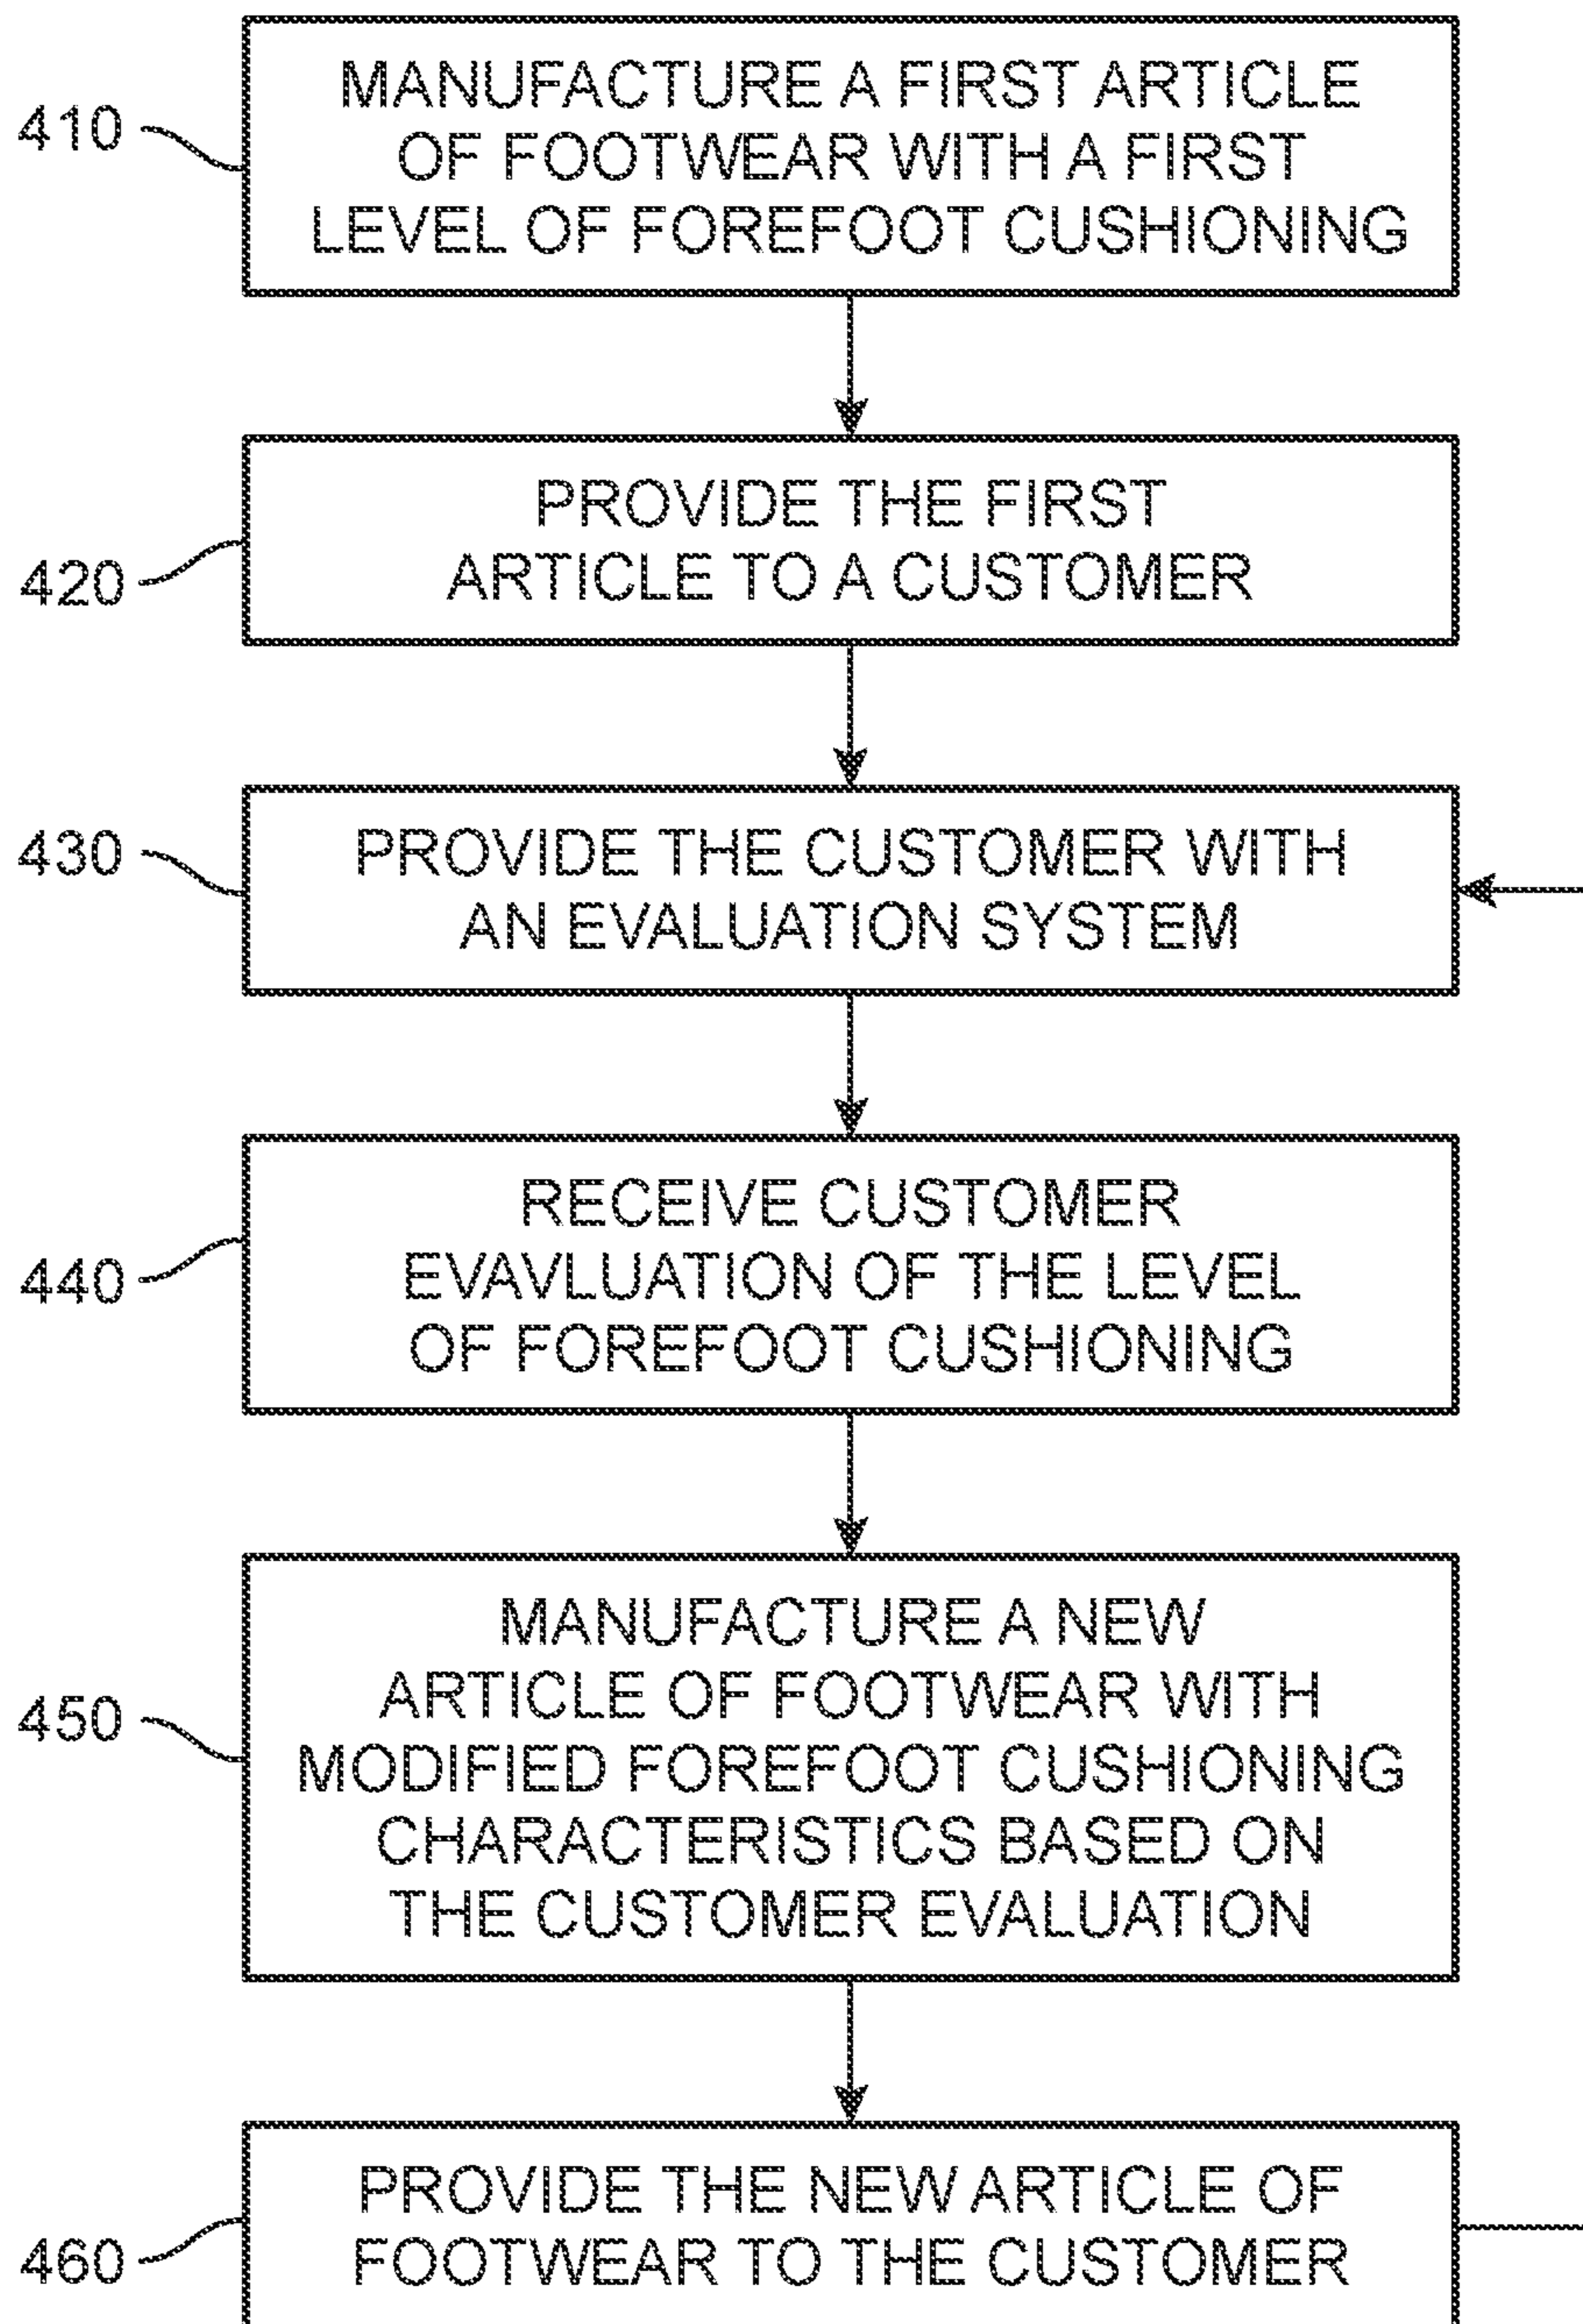 410
MANUFACTURE A FIRST ARTICLE
OF FOOTWEAR WITH A FIRST
LEVEL OF FOREFOOT CUSHIONING
420
PROVIDE THE FIRST
ARTICLE TO A CUSTOMER
430
PROVIDE THE CUSTOMER WITH
AN EVALUATION SYSTEM
440
RECEIVE CUSTOMER
EVAVLUATION OF THE LEVEL
OF FOREFOOT CUSHIONING
450
MANUFACTURE A NEW
ARTICLE OF FOOTWEAR WITH
MODIFIED FOREFOOT CUSHIONING
CHARACTERISTICS BASED ON
THE CUSTOMER EVALUATION
460
PROVIDE THE NEW ARTICLE OF
FOOTWEAR TO THE CUSTOMER